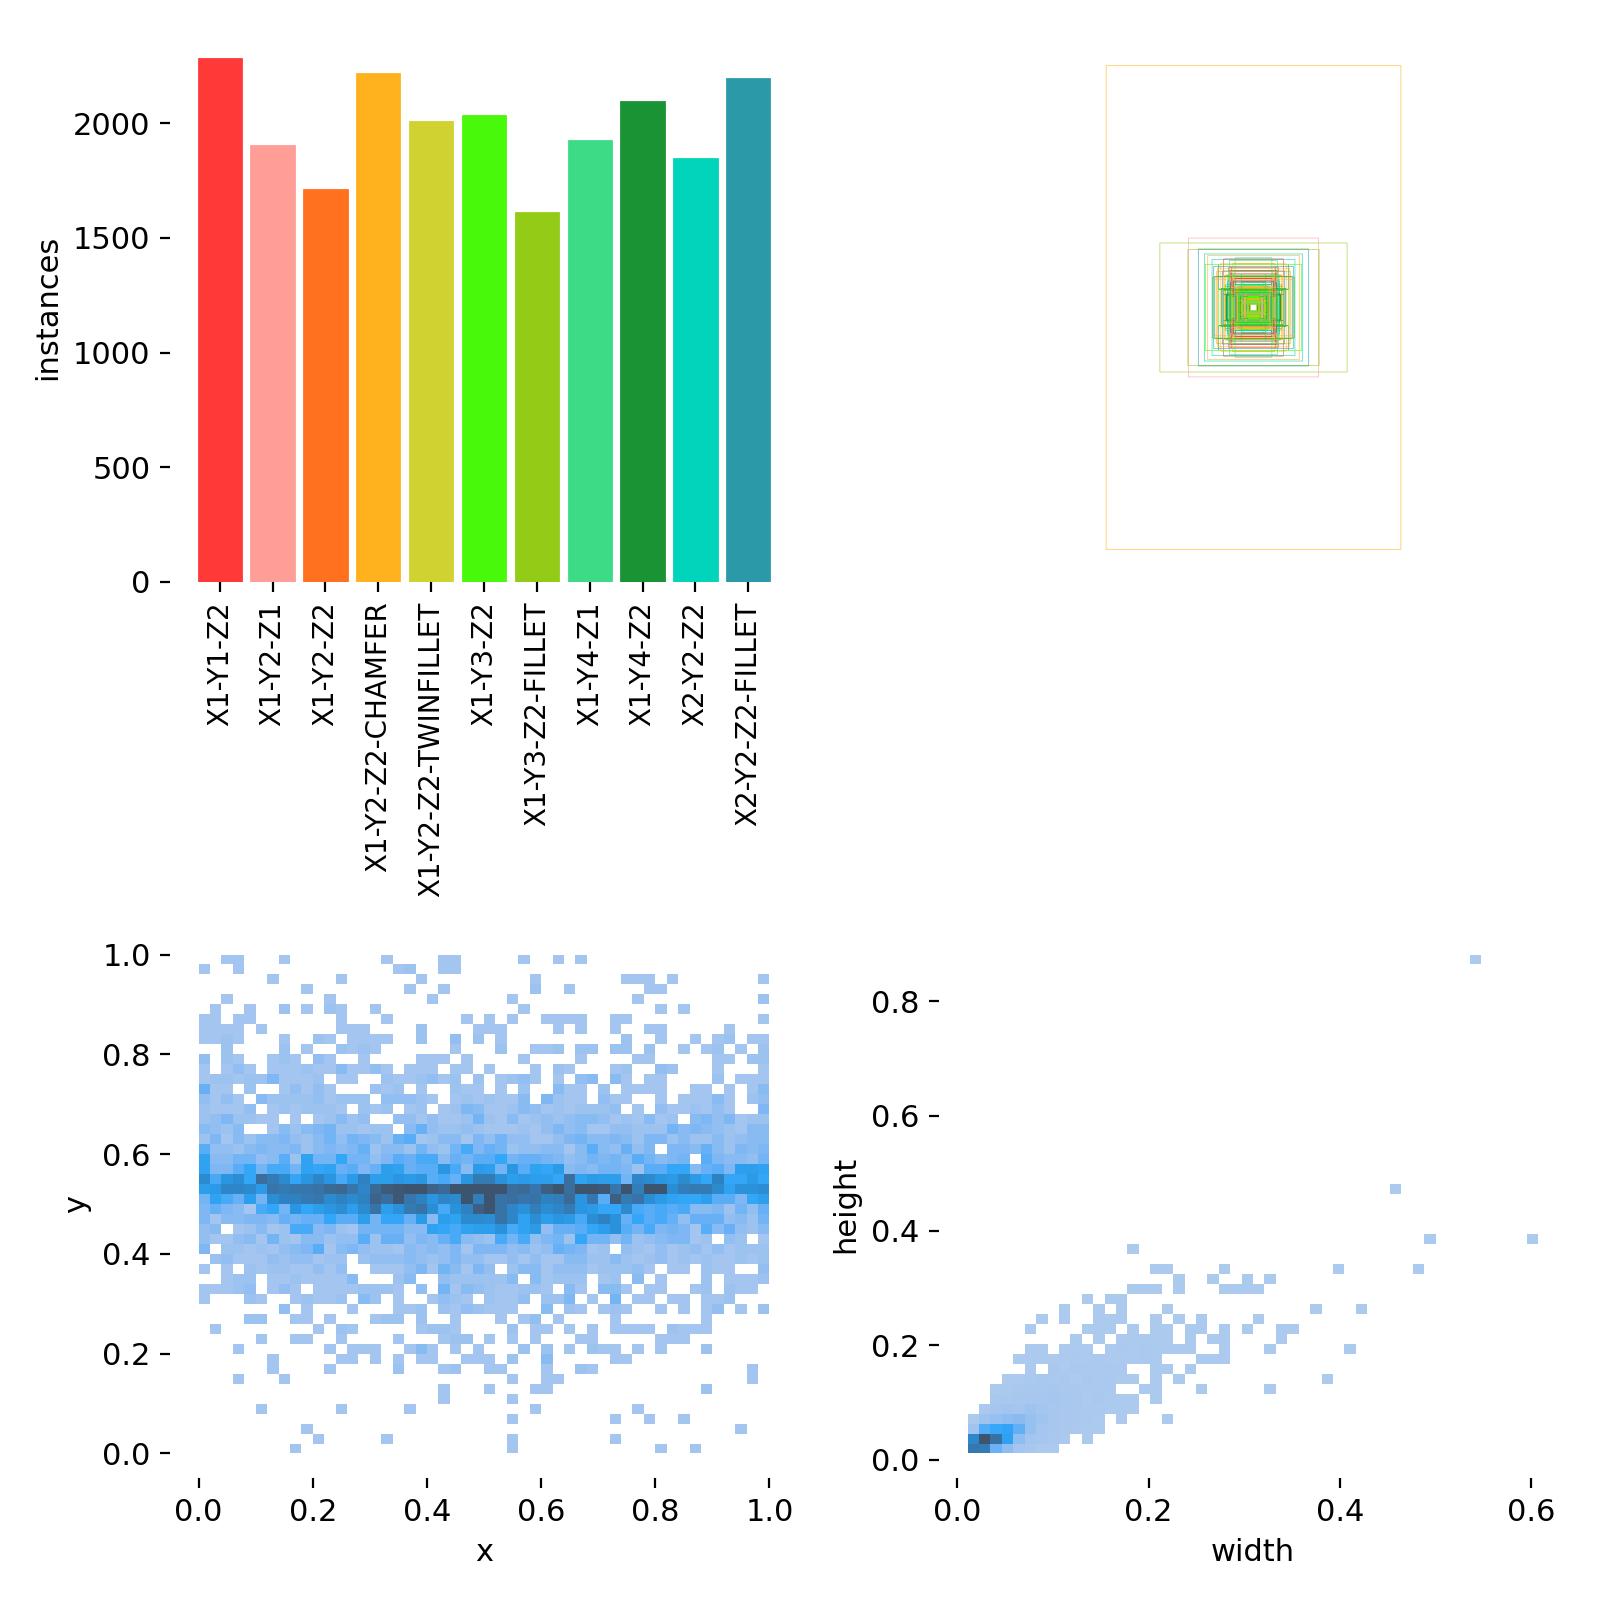 instances
2000
1500
1000
500
0
X1-Y1-Z2
X1-Y2-Z1
X1-Y2-Z2
X1-Y2-Z2-CHAMFER
X1-Y2-Z2-TWINFILLET
X1-Y3-Z2
X1-Y3-Z2-FILLET
X1-Y4-Z1
X1-Y4-Z2
X2-Y2-Z2
X2-Y2-Z2-FILLET
y
1.0
0.8
0.6
0.4
0.2
0.0
0.0 0.2 0.4 0.6 0.8 1.0
x
height
0.8
0.6
0.4
0.2
0.0
0.0 0.2 0.4 0.6
width